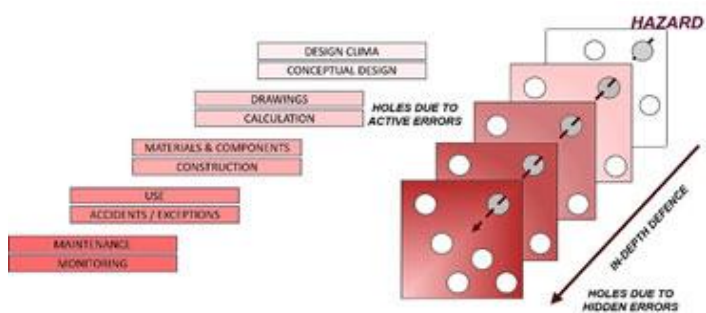 HAZARD
DESIGN CLIMA
CONCEPTUAL DESIGN
DRAWINGS
CALCULATION
HOLES DUE TO
ACTIVE ERRORS
MATERIALS & COMPONENTS
CONSTRUCTION
USE
ACCIDENTS / EXCEPTIONS
MAINTENANCE
MONITORING
IN-DEPTH DEFENCE
HOLES DUE TO
HIDDEN ERRORS